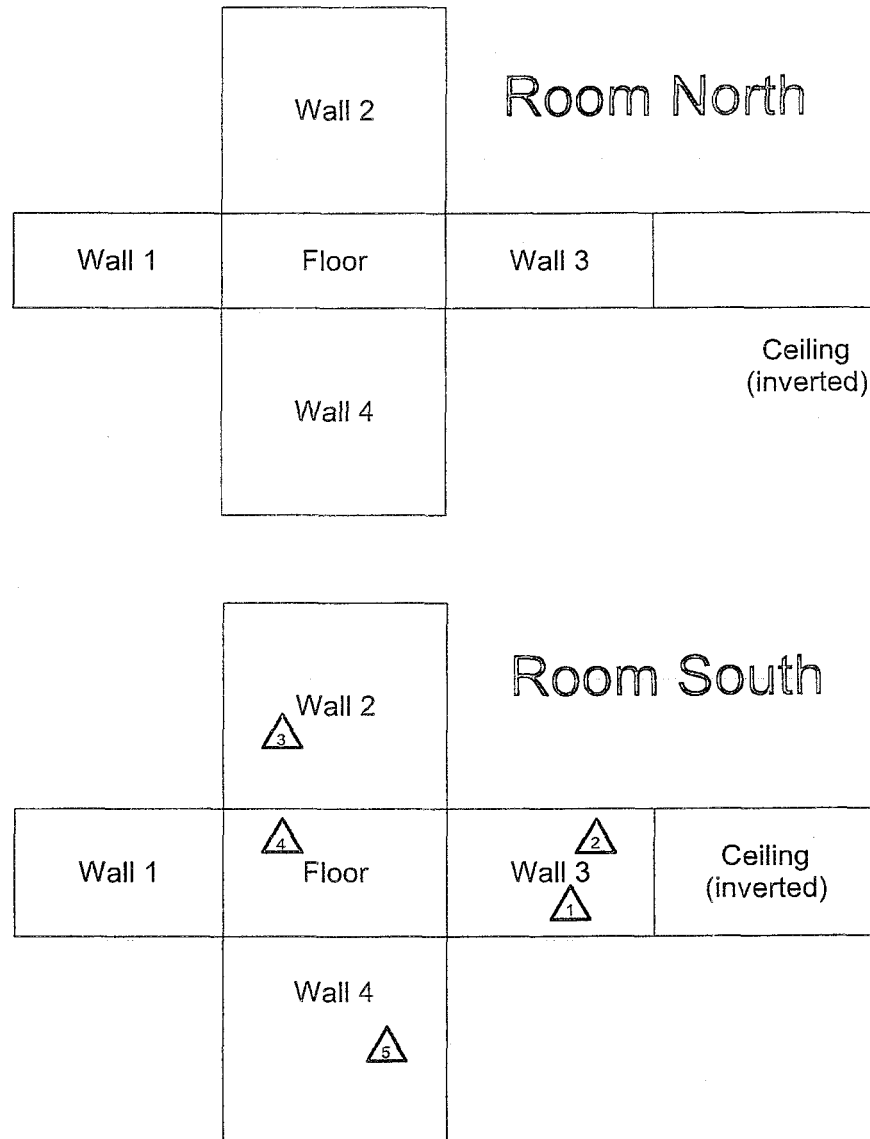 Wall 2
Room North
Wall 1
Floor
Wall 3
Ceiling
(inverted)
Wall 4
Room South
Wall 2
3
4
2
Wall 1
Floor
Wall 3
Ceiling
(inverted)
1
Wall 4
5